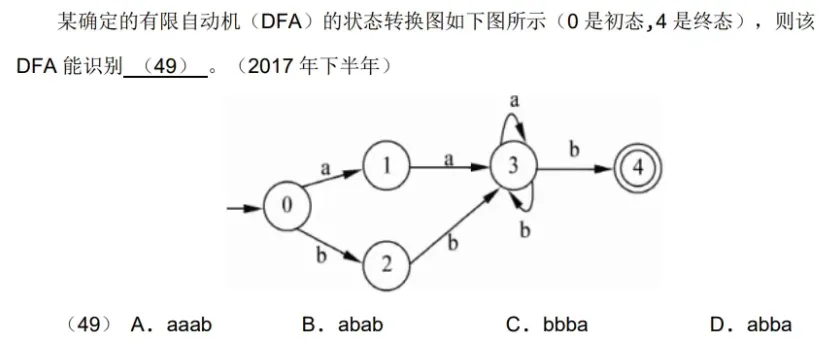 某确定的有限自动机（DFA）的状态转换图如下图所示（0 是初态,4 是终态），则该
DFA 能识别 （49） 。（2017 年下半年）
a
1
a
3
b
4
a
0
b
b
b
2
（49） A．aaab B．abab C．bbba D．abba